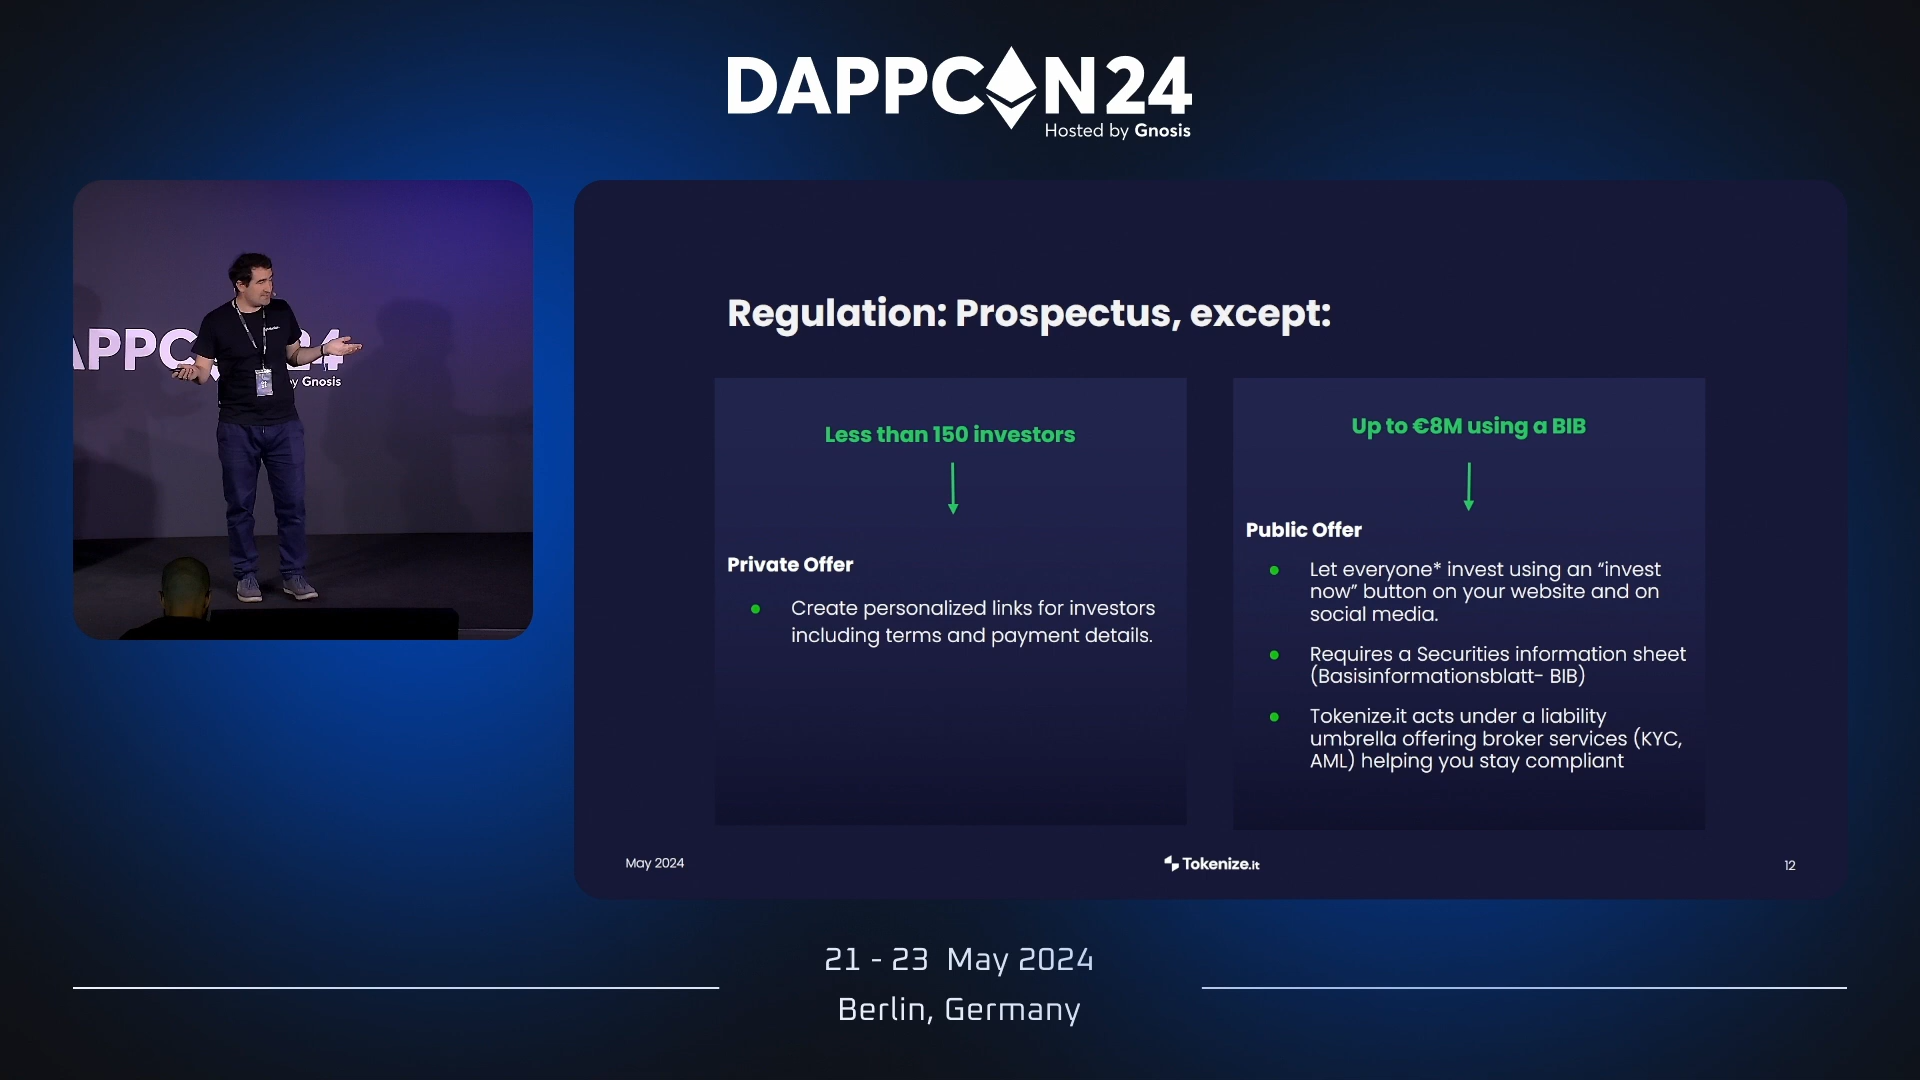 DAPPCON24
Hosted by Gnosis
APPC 24
by Gnosis
Regulation: Prospectus, except:
Less than 150 investors
Private Offer
Create personalized links for investors
including terms and payment details.
Up to €8M using a BIB
Public Offer
Let everyone* invest using an “invest
now” button on your website and on
social media.
Requires a Securities information sheet
(Basisinformationsblatt- BIB)
Tokenize.it acts under a liability
umbrella offering broker services (KYC,
AML) helping you stay compliant
May 2024
Tokenize.it
12
21 - 23 May 2024
Berlin, Germany